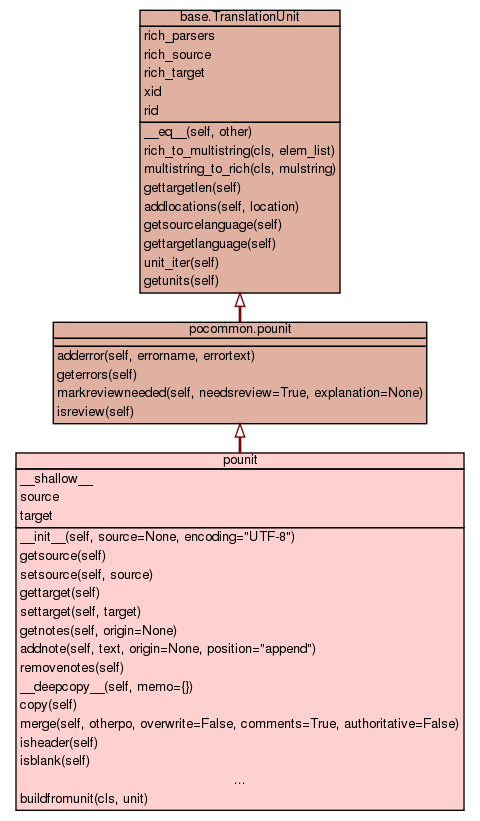 base.TranslationUnit
rich_parsers
rich_source
rich_target
xid
rid
__eq__(self, other)
rich_to_multistring(cls, elem_list)
multistring_to_rich(cls, mulstring)
gettargetlen(self)
addlocations(self, location)
getsourcelanguage(self)
gettargetlanguage(self)
unit_iter(self)
getunits(self)
pocommon.pounit
adderror(self, errorname, errortext)
geterrors(self)
markreviewneeded(self, needsreview=True, explanation=None)
isreview(self)
pounit
__shallow__
source
target
__init__(self, source=None, encoding="UTF-8")
getsource(self)
setsource(self, source)
gettarget(self)
settarget(self, target)
getnotes(self, origin=None)
addnote(self, text, origin=None, position="append")
removenotes(self)
__deepcopy__(self, memo={})
copy(self)
merge(self, otherpo, overwrite=False, comments=True, authoritative=False)
isheader(self)
isblank(self)
...
buildfromunit(cls, unit)